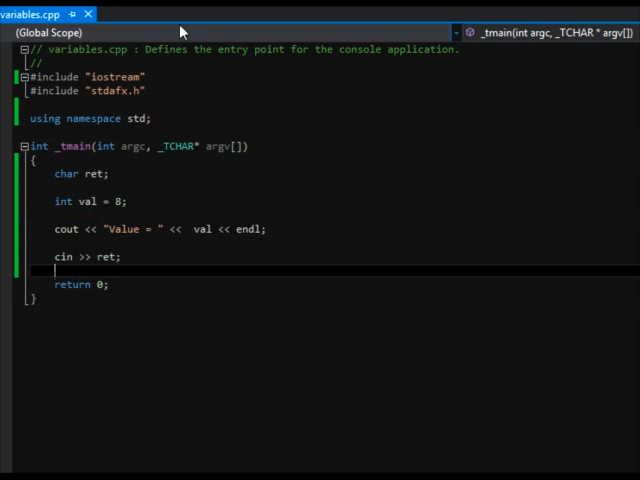 variables.cpp
(Global Scope) _tmain(int argc, _TCHAR * argv[])
// variables.cpp : Defines the entry point for the console application.
//
#include "iostream"
#include "stdafx.h"
using namespace std;
int _tmain(int argc, _TCHAR* argv[])
{
char ret;
int val = 8;
cout << "Value = " << val << endl;
cin >> ret;
return 0;
}